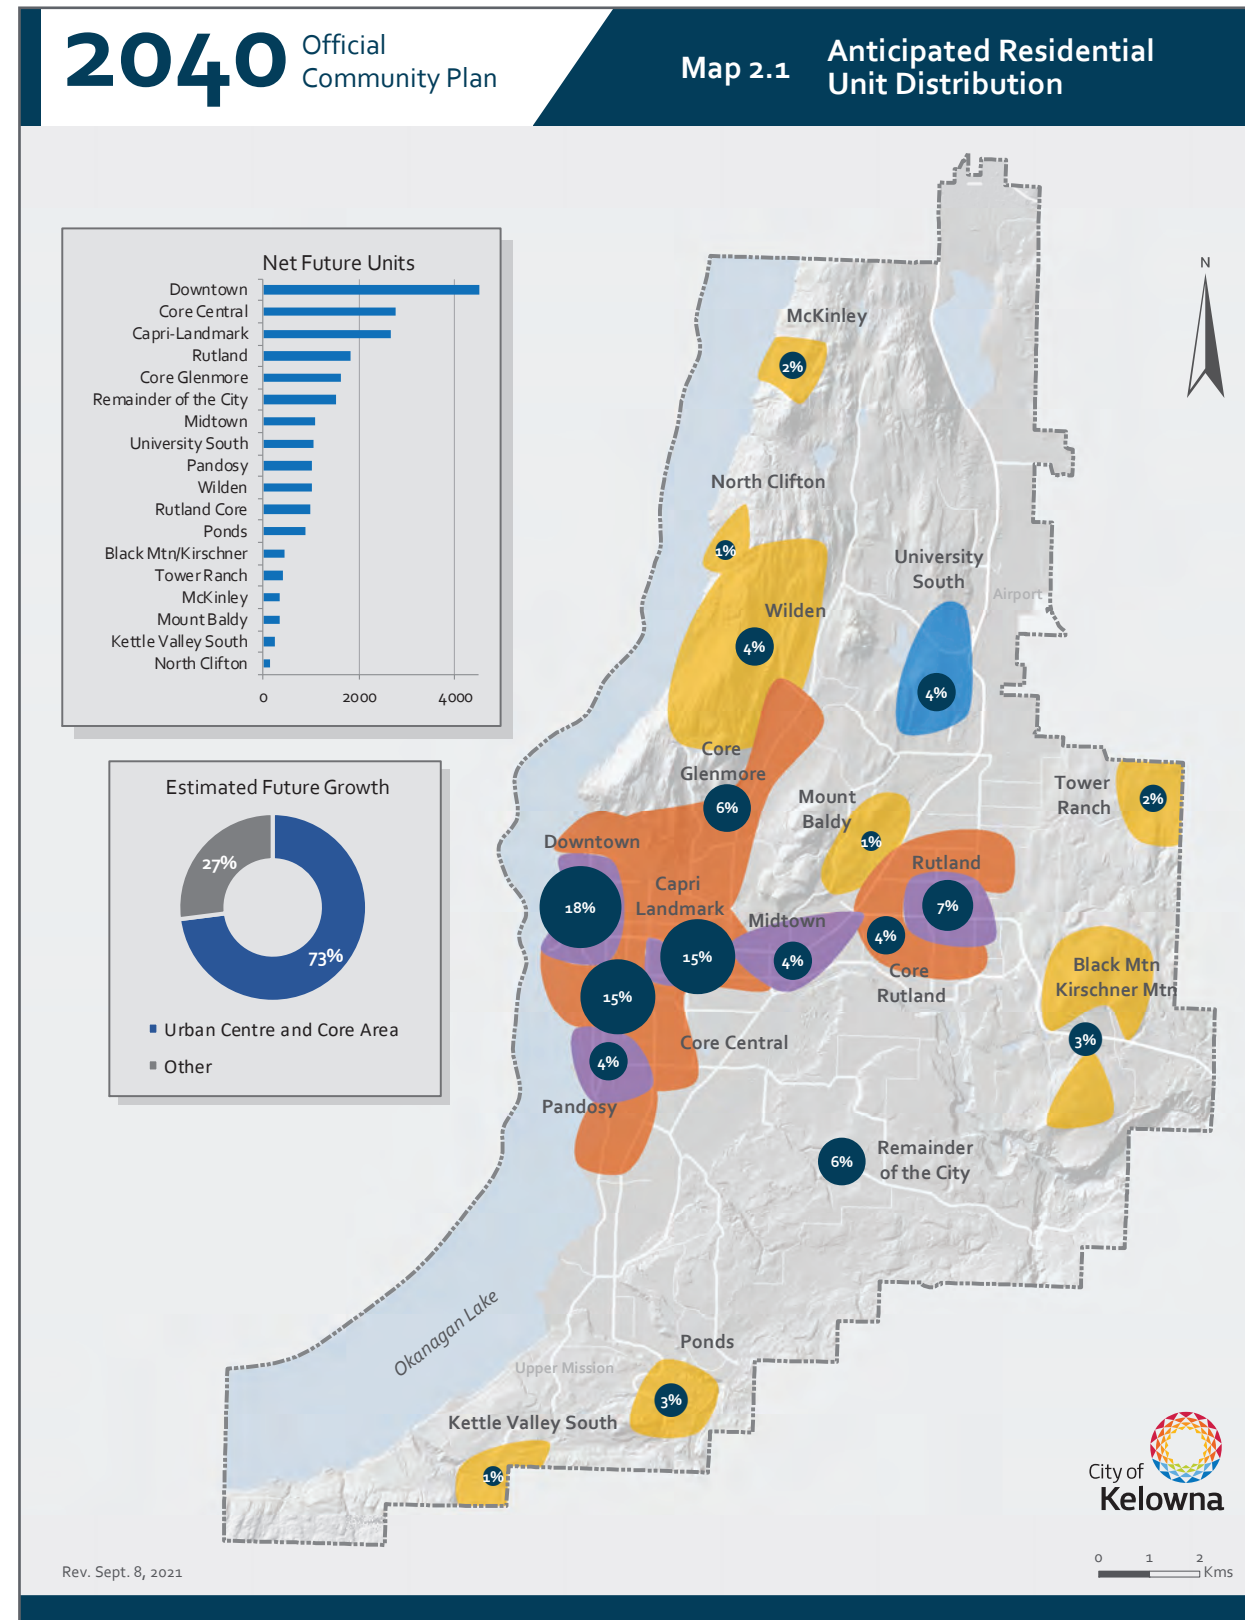 2040 Official
Community Plan
Map 2.1
Anticipated Residential
Unit Distribution
Net Future Units
Downtown
Core Central
Capri-Landmark
Rutland
Core Glenmore
Remainder of the City
Midtown
University South
Pandosy
Wilden
Rutland Core
Ponds
Black Mtn/Kirschner
Tower Ranch
McKinley
Mount Baldy
Kettle Valley South
North Clifton
0 2000 4000
Estimated Future Growth
27%
73%
Urban Centre and Core Area
Other
N
McKinley
2%
North Clifton
1%
University
South
Airport
Wilden
4%
4%
Core
Glenmore
6%
Mount
Baldy
1%
Tower
Ranch
2%
Downtown
18%
Capri
Landmark
15%
Midtown
4%
Rutland
7%
4%
Core
Rutland
Black Mtn
Kirschner Mtn
3%
15%
Core Central
4%
Pandosy
6%
Remainder
of the City
Okanagan Lake
Upper Mission
Ponds
3%
Kettle Valley South
1%
City of
Kelowna
Rev. Sept. 8, 2021
0 1 2
Kms